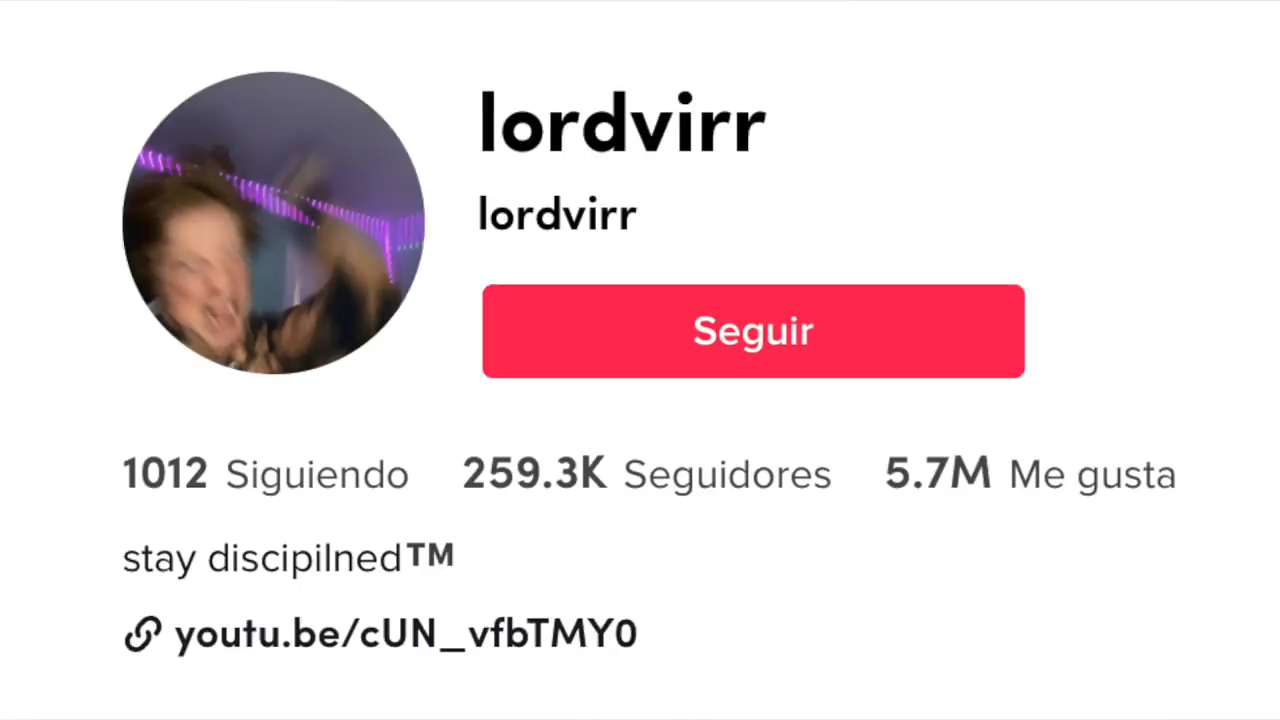 lordvirr
lordvirr
Seguir
1012 Siguiendo 259.3K Seguidores 5.7M Me gusta
stay discipilned™
youtu.be/cUN_vfbTMY0